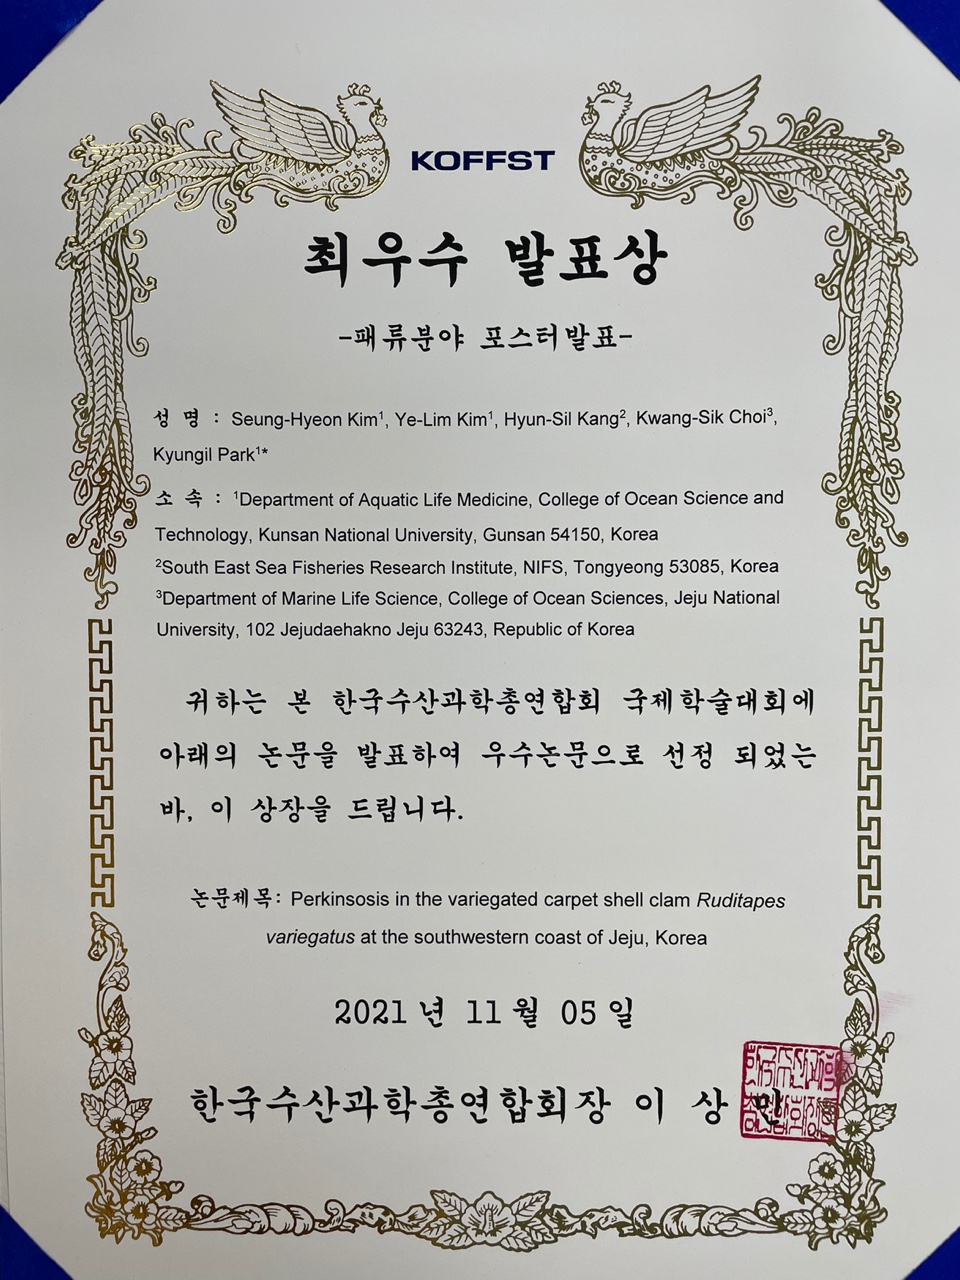 KOFFST
최우수 발표상
-패류분야 포스터발표-
성 명 : Seung-Hyeon Kim¹, Ye-Lim Kim¹, Hyun-Sil Kang², Kwang-Sik Choi³,
Kyungil Park¹*
소 속 : ¹Department of Aquatic Life Medicine, College of Ocean Science and
Technology, Kunsan National University, Gunsan 54150, Korea
²South East Sea Fisheries Research Institute, NIFS, Tongyeong 53085, Korea
³Department of Marine Life Science, College of Ocean Sciences, Jeju National
University, 102 Jejudaehakno Jeju 63243, Republic of Korea
귀하는 본 한국수산과학총연합회 국제학술대회에
아래의 논문을 발표하여 우수논문으로 선정 되었는
바, 이 상장을 드립니다.
논문제목: Perkinsosis in the variegated carpet shell clam Ruditapes
variegatus at the southwestern coast of Jeju, Korea
2021년 11월 05일
한국수산과학총연합회장 이 상 민